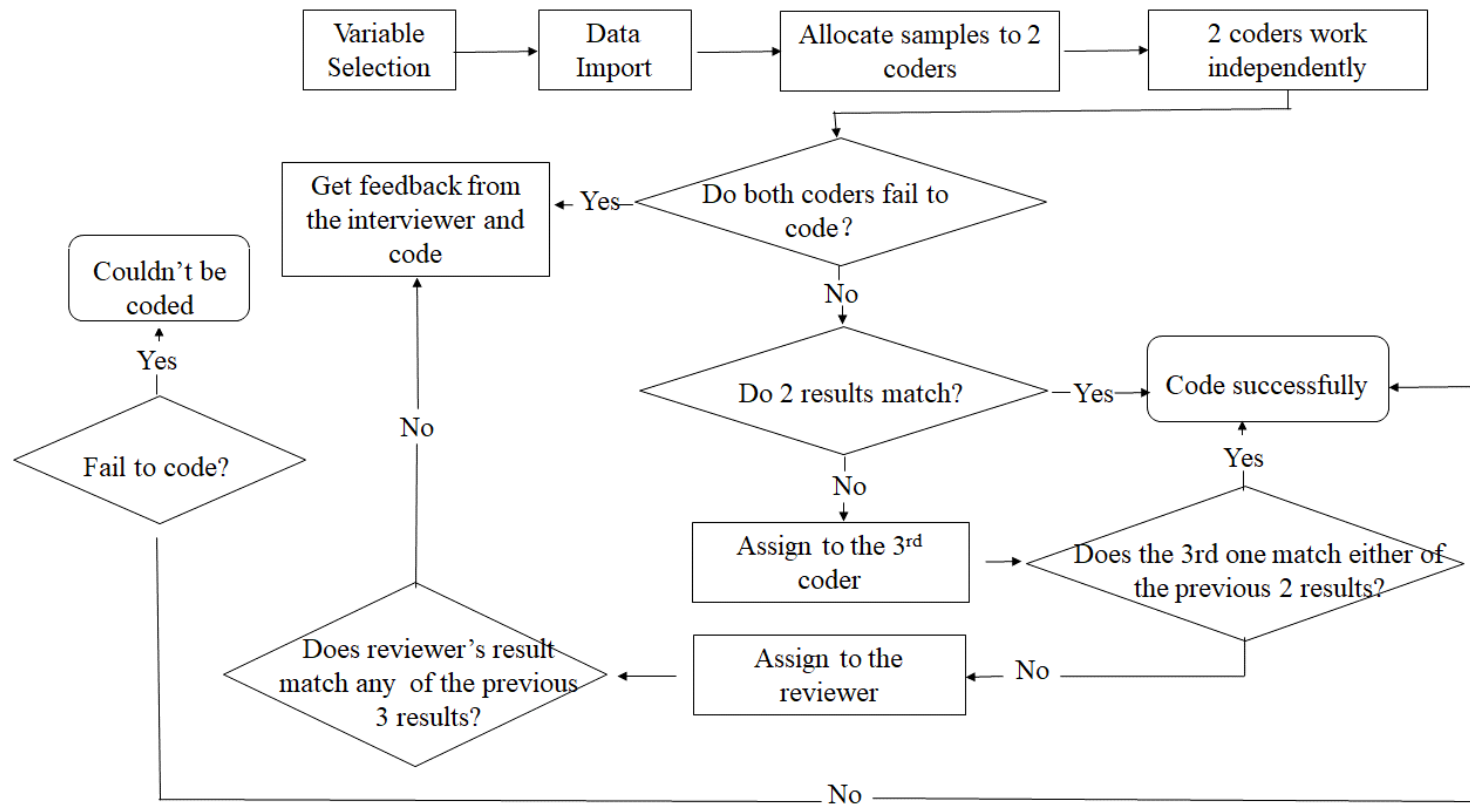 Variable
Selection
Data
Import
Allocate samples to 2
coders
2 coders work
independently
Do both coders fail to
code?
Yes
Get feedback from
the interviewer and
code
No
Couldn't be
coded
Yes
Fail to code?
Do 2 results match?
Yes
Code successfully
No
Yes
No
Assign to the 3rd
coder
Does the 3rd one match either of
the previous 2 results?
No
Assign to the
reviewer
Does reviewer's result
match any of the previous
3 results?
No